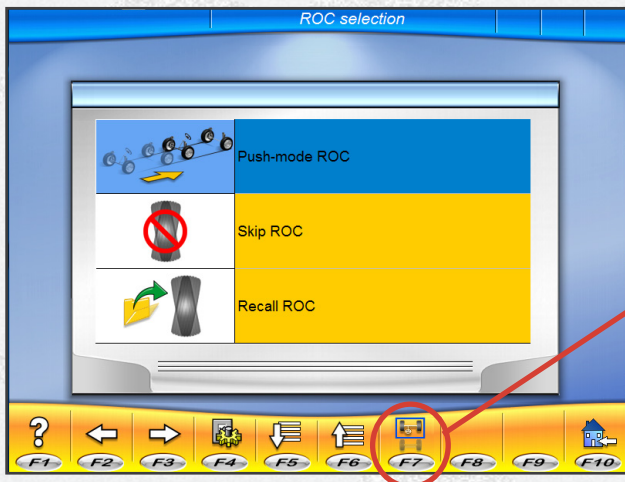 ROC selection
Push-mode ROC
Skip ROC
Recall ROC
?
F1 F2 F3 F4 F5 F6 F7 F8 F9 F10